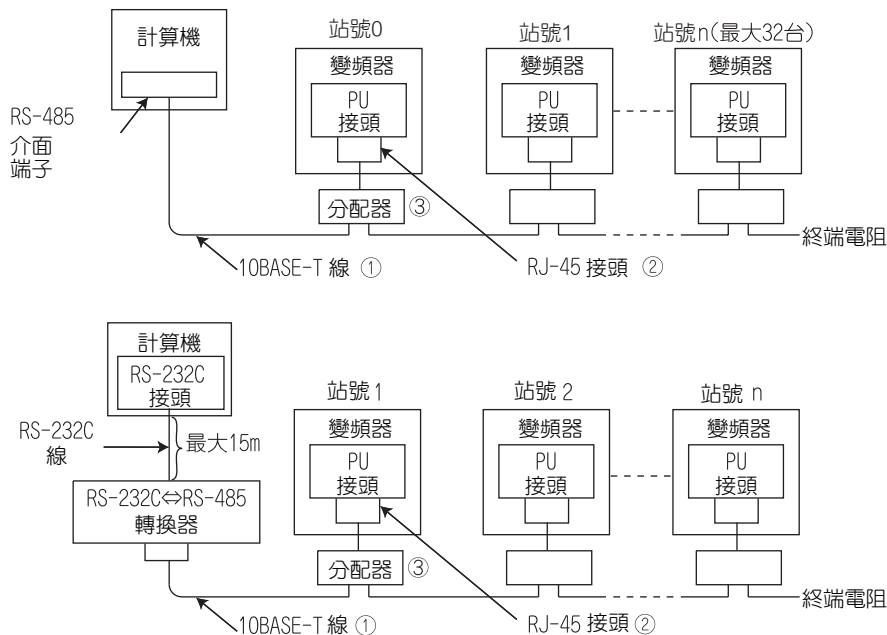 計算機
RS-485
介面
端子
站號0
變頻器
PU
接頭
分配器 ③
站號1
變頻器
PU
接頭
站號n(最大32台)
變頻器
PU
接頭
終端電阻
10BASE-T 線 ①
RJ-45 接頭 ②
計算機
RS-232C
接頭
RS-232C
線
最大15m
RS-232C⇔RS-485
轉換器
站號 1
變頻器
PU
接頭
分配器 ③
站號 2
變頻器
PU
接頭
站號 n
變頻器
PU
接頭
終端電阻
10BASE-T 線 ①
RJ-45 接頭 ②